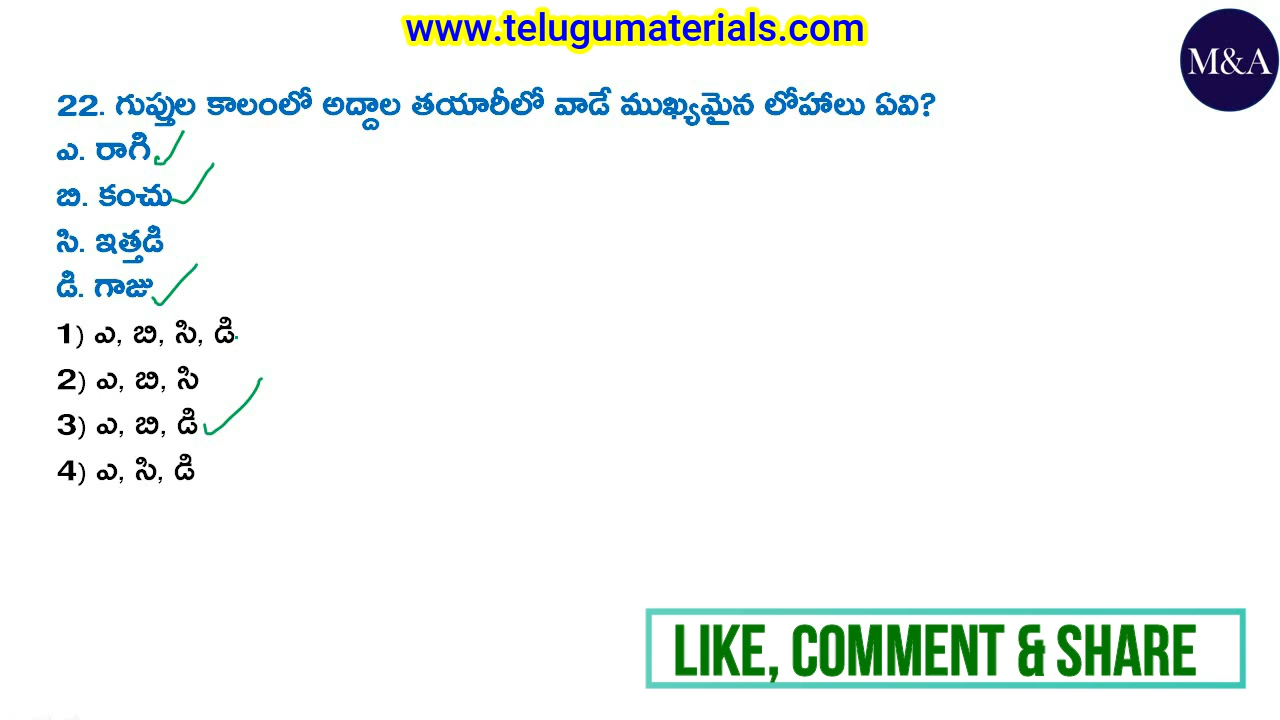 www.telugumaterials.com
M&A
22. గుప్తుల కాలంలో అద్దాల తయారీలో వాడే ముఖ్యమైన లోహాలు ఏవి?
ఎ. రాగి
బి. కంచు
సి. ఇత్తడి
డి. గాజు
1) ఎ, బి, సి, డి
2) ఎ, బి, సి
3) ఎ, బి, డి
4) ఎ, సి, డి
LIKE, COMMENT & SHARE